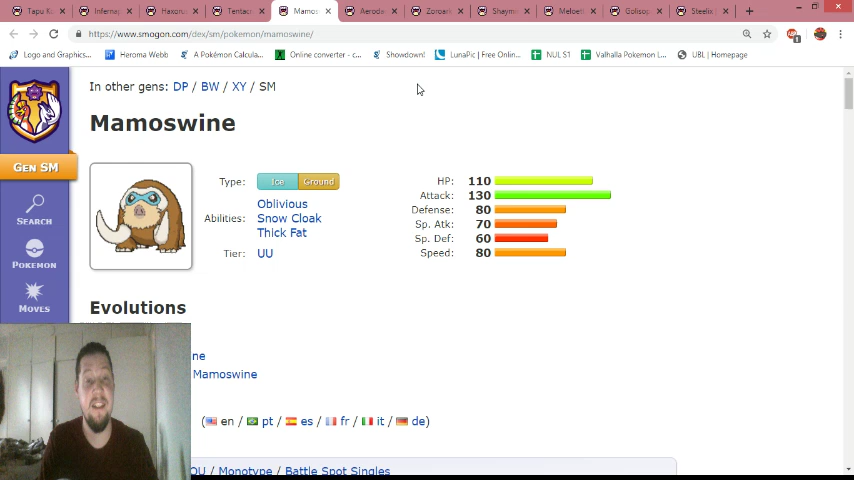 Tapu K
Infernap
Haxoru
Tentac
Mamos
Aeroda
Zoroark
Shaym
Meloet
Golisop
Steelix
https://www.smogon.com/dex/sm/pokemon/mamoswine/
Logo and Graphics... Heroma Webb A Pokémon Calcula... Online converter - c... Showdown! LunaPic | Free Onlin... NUL S1 Valhalla Pokemon L... UBL | Homepage
In other gens: DP / BW / XY / SM
Mamoswine
GEN SM
SEARCH
POKEMON
MOVES
Type: Ice Ground
Abilities: Oblivious
Snow Cloak
Thick Fat
Tier: UU
HP: 110
Attack: 130
Defense: 80
Sp. Atk: 70
Sp. Def: 60
Speed: 80
Evolutions
ne
Mamoswine
(en / pt / es / fr / it / de)
OU / Monotype / Battle Spot Singles